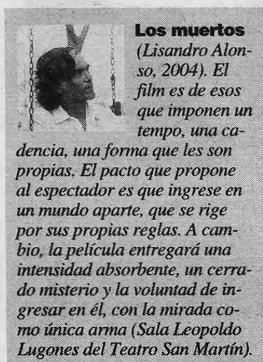 Los muertos
(Lisandro Alon-
so, 2004). El
film es de esos
que imponen un
tempo, una ca-
dencia, una forma que les son
propias. El pacto que propone
al espectador es que ingrese en
un mundo aparte, que se rige
por sus propias reglas. A cam-
bio, la película entregará una
intensidad absorbente, un cerra-
do misterio y la voluntad de in-
gresar en él, con la mirada co-
mo única arma (Sala Leopoldo
Lugones del Teatro San Martín).